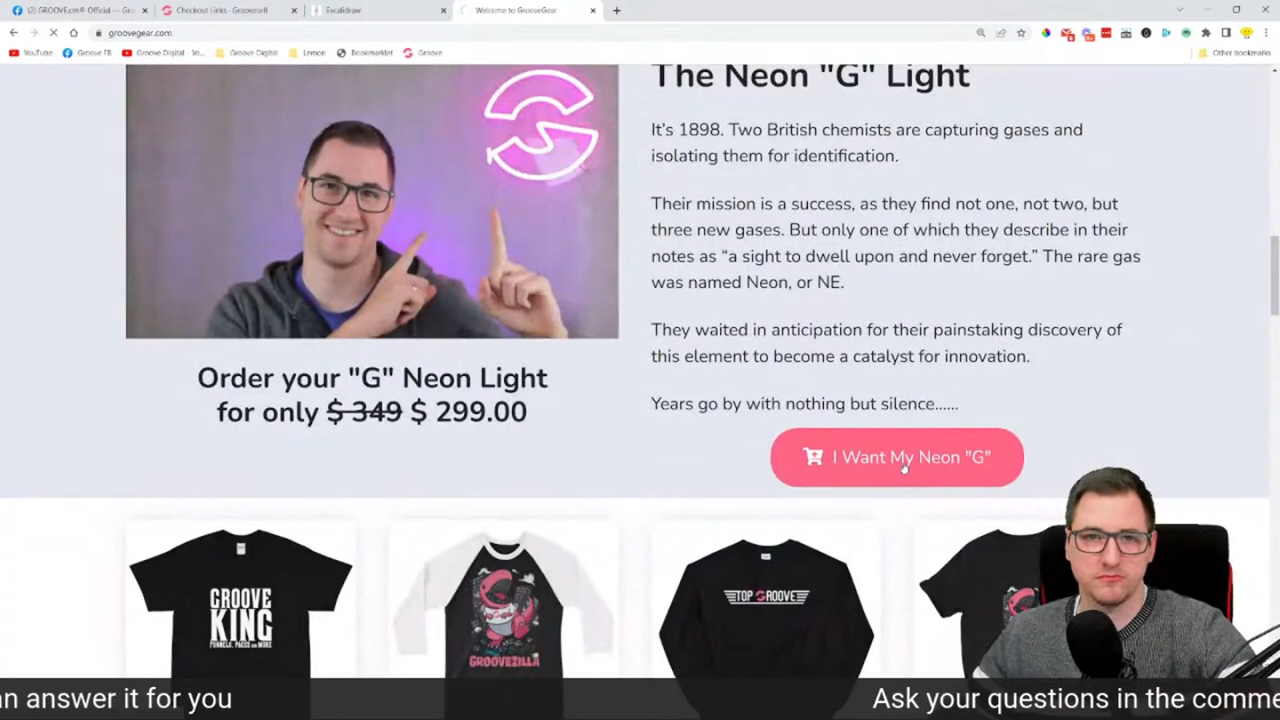 (2) GROOVE.cm® Official — Gro
Checkout Links - Groovesell
Excalidraw
Welcome to GrooveGear
groovegear.com
YouTube
Groove FB
Groove Digital - Yo...
Groove Digital
Lemon
Bookmarklet
Groove
Other bookmarks
The Neon "G" Light
It's 1898. Two British chemists are capturing gases and
isolating them for identification.
Their mission is a success, as they find not one, not two, but
three new gases. But only one of which they describe in their
notes as “a sight to dwell upon and never forget.” The rare gas
was named Neon, or NE.
They waited in anticipation for their painstaking discovery of
this element to become a catalyst for innovation.
Years go by with nothing but silence......
Order your "G" Neon Light
for only $ 349 $ 299.00
I Want My Neon "G"
GROOVE
KING
FUNNELS, PAGES AND MORE
GROOVEZILLA
TOP GROOVE
an answer it for you
Ask your questions in the comme